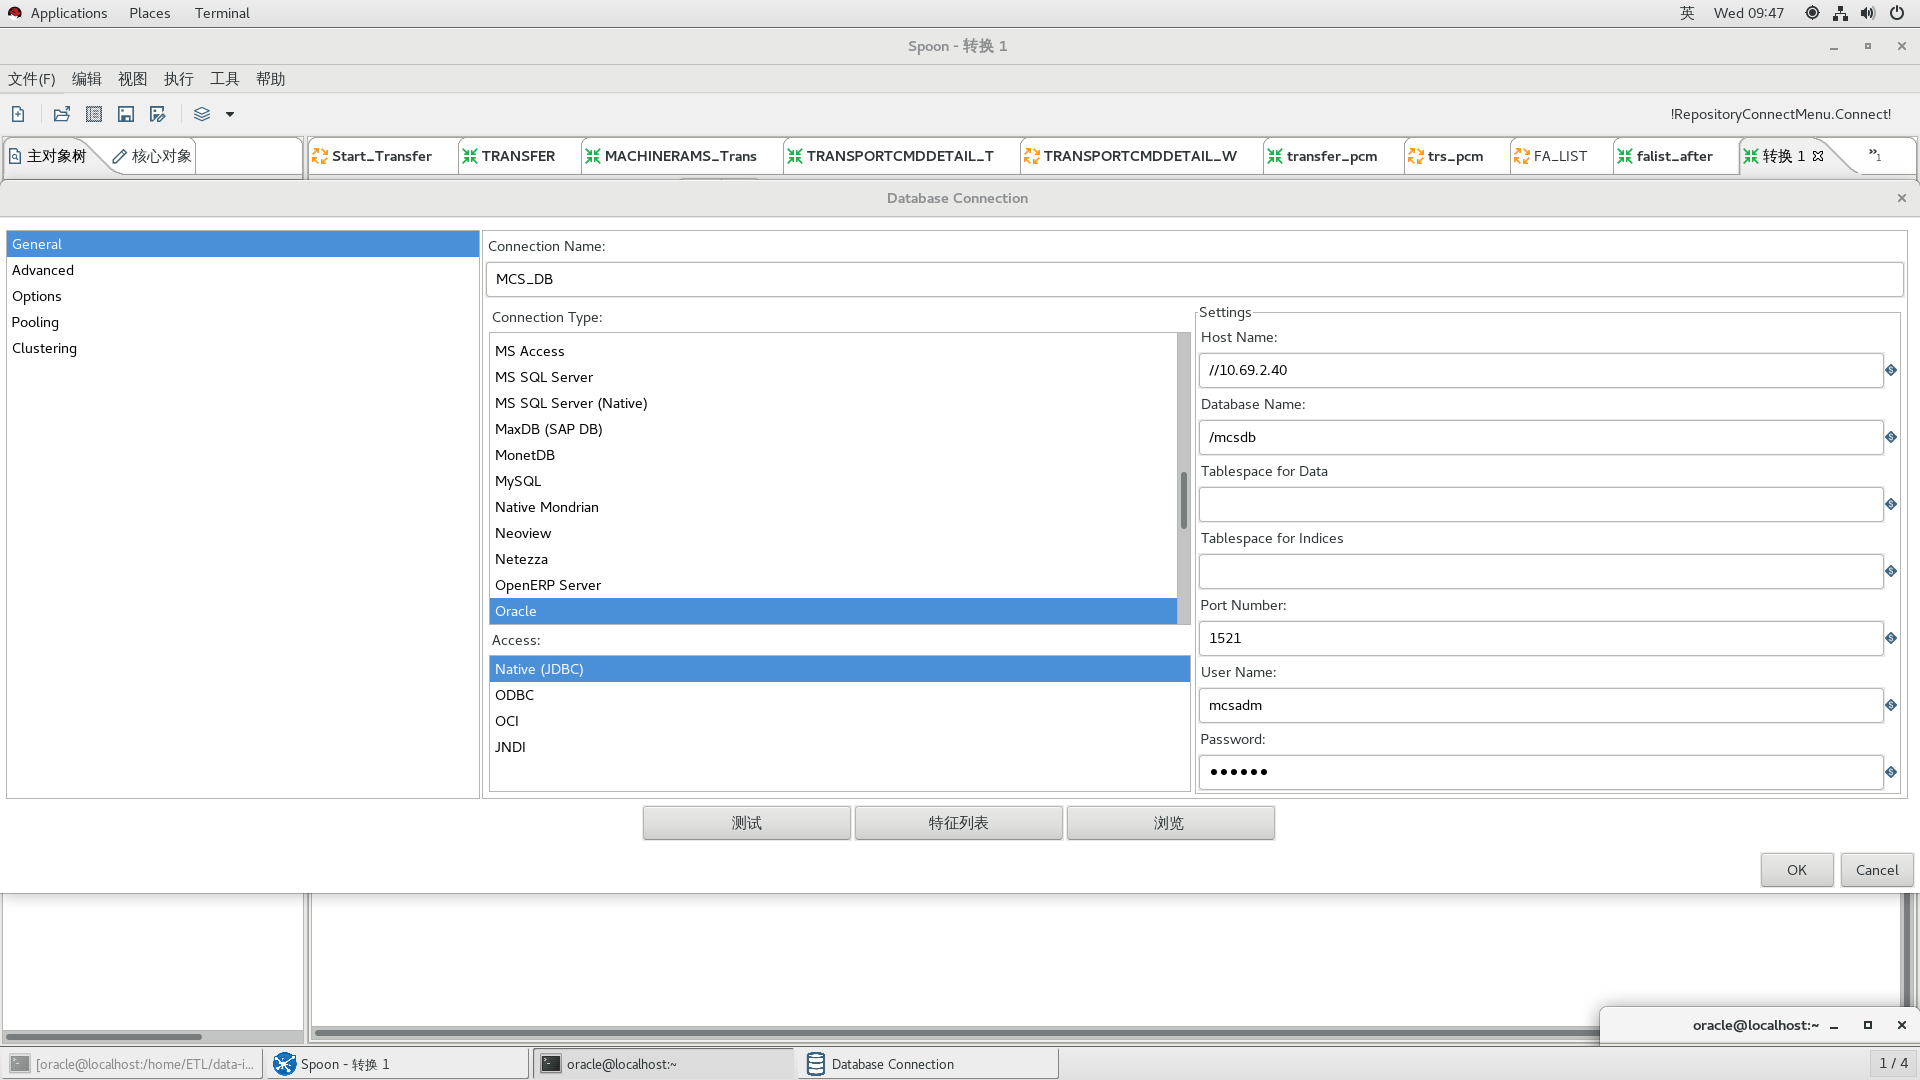 Applications Places Terminal 英 Wed 09:47
Spoon - 转换 1
文件(F) 编辑 视图 执行 工具 帮助
!RepositoryConnectMenu.Connect!
主对象树 核心对象 Start_Transfer TRANSFER MACHINERAMS_Trans TRANSPORTCMDDETAIL_T TRANSPORTCMDDETAIL_W transfer_pcm trs_pcm FA_LIST falist_after 转换 1 »1
Database Connection
General
Advanced
Options
Pooling
Clustering
Connection Name:
MCS_DB
Connection Type:
MS Access
MS SQL Server
MS SQL Server (Native)
MaxDB (SAP DB)
MonetDB
MySQL
Native Mondrian
Neoview
Netezza
OpenERP Server
Oracle
Access:
Native (JDBC)
ODBC
OCI
JNDI
Settings
Host Name:
//10.69.2.40
Database Name:
/mcsdb
Tablespace for Data
Tablespace for Indices
Port Number:
1521
User Name:
mcsadm
Password:
●●●●●●
测试 特征列表 浏览
OK Cancel
oracle@localhost:~
[oracle@localhost:/home/ETL/data-i... Spoon - 转换 1 oracle@localhost:~ Database Connection 1 / 4